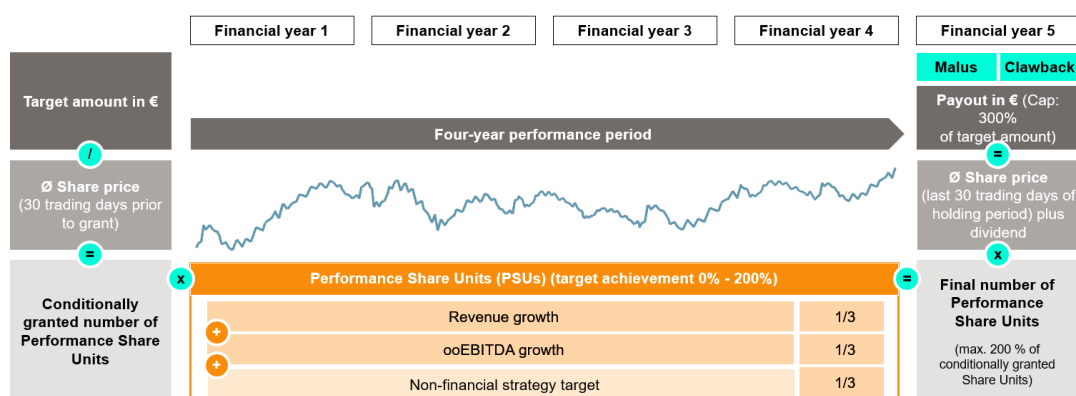 Financial year 1
Financial year 2
Financial year 3
Financial year 4
Financial year 5
Malus
Clawback
Target amount in €
Four-year performance period
Payout in € (Cap:
300%
of target amount)
/
=
Ø Share price
(30 trading days prior
to grant)
Ø Share price
(last 30 trading days of
holding period) plus
dividend
=
x
Conditionally
granted number of
Performance Share
Units
x
Performance Share Units (PSUs) (target achievement 0% - 200%)
=
Revenue growth
1/3
+
ooEBITDA growth
1/3
+
Non-financial strategy target
1/3
Final number of
Performance
Share Units
(max. 200 % of
conditionally granted
Share Units)